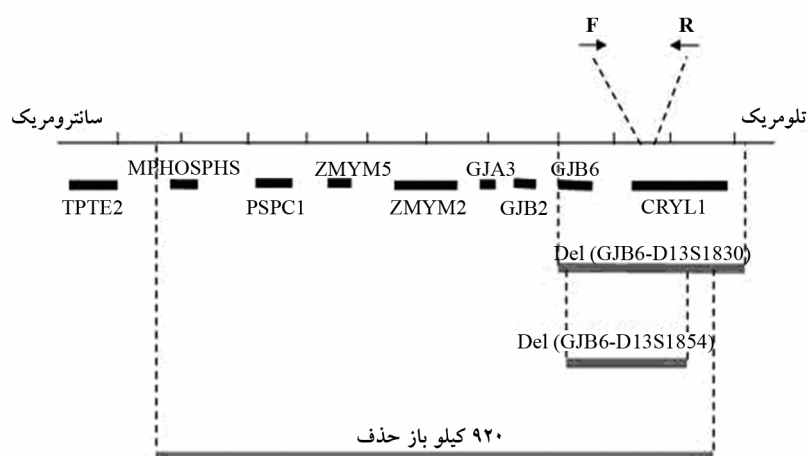 F R
سانترومریک تلومریک
MPHOSPHS ZMYM5 GJA3 GJB6
TPTE2 PSPC1 ZMYM2 GJB2 CRYL1
Del (GJB6-D13S1830)
Del (GJB6-D13S1854)
۹۲۰ کیلو باز حذف